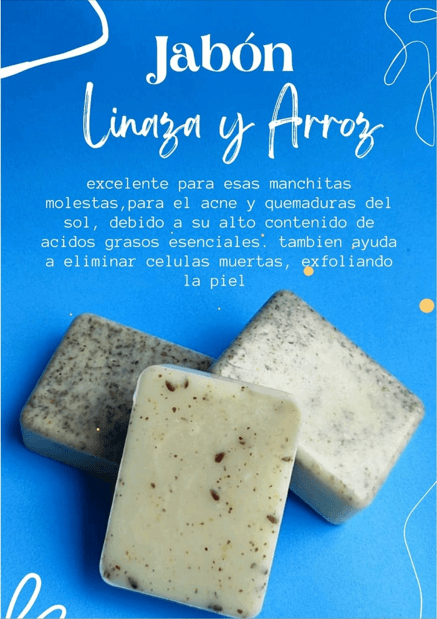 Jabón
Linaza y Arroz
excelente para esas manchitas
molestas,para el acne y quemaduras del
sol, debido a su alto contenido de
acidos grasos esenciales. tambien ayuda
a eliminar celulas muertas, exfoliando
la piel